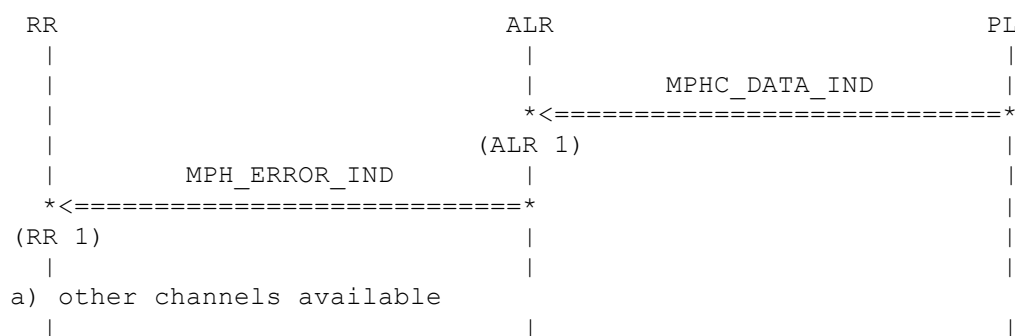 RR ALR PL
| | |
| | MPHC_DATA_IND |
| *<============================*
| (ALR 1) |
| MPH_ERROR_IND | |
*<============================* |
(RR 1) | |
| | |
a) other channels available
| | |